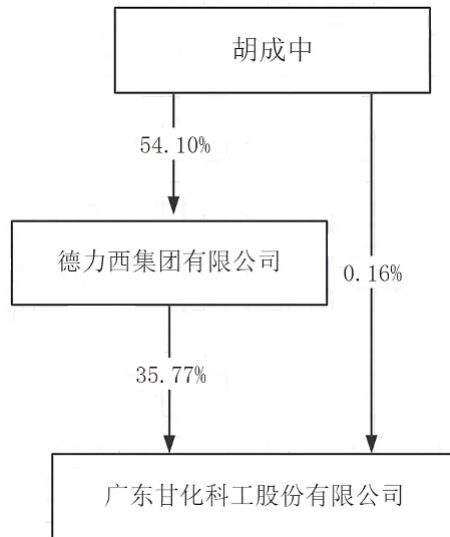 胡成中
54.10%
德力西集团有限公司
0.16%
35.77%
广东甘化科工股份有限公司